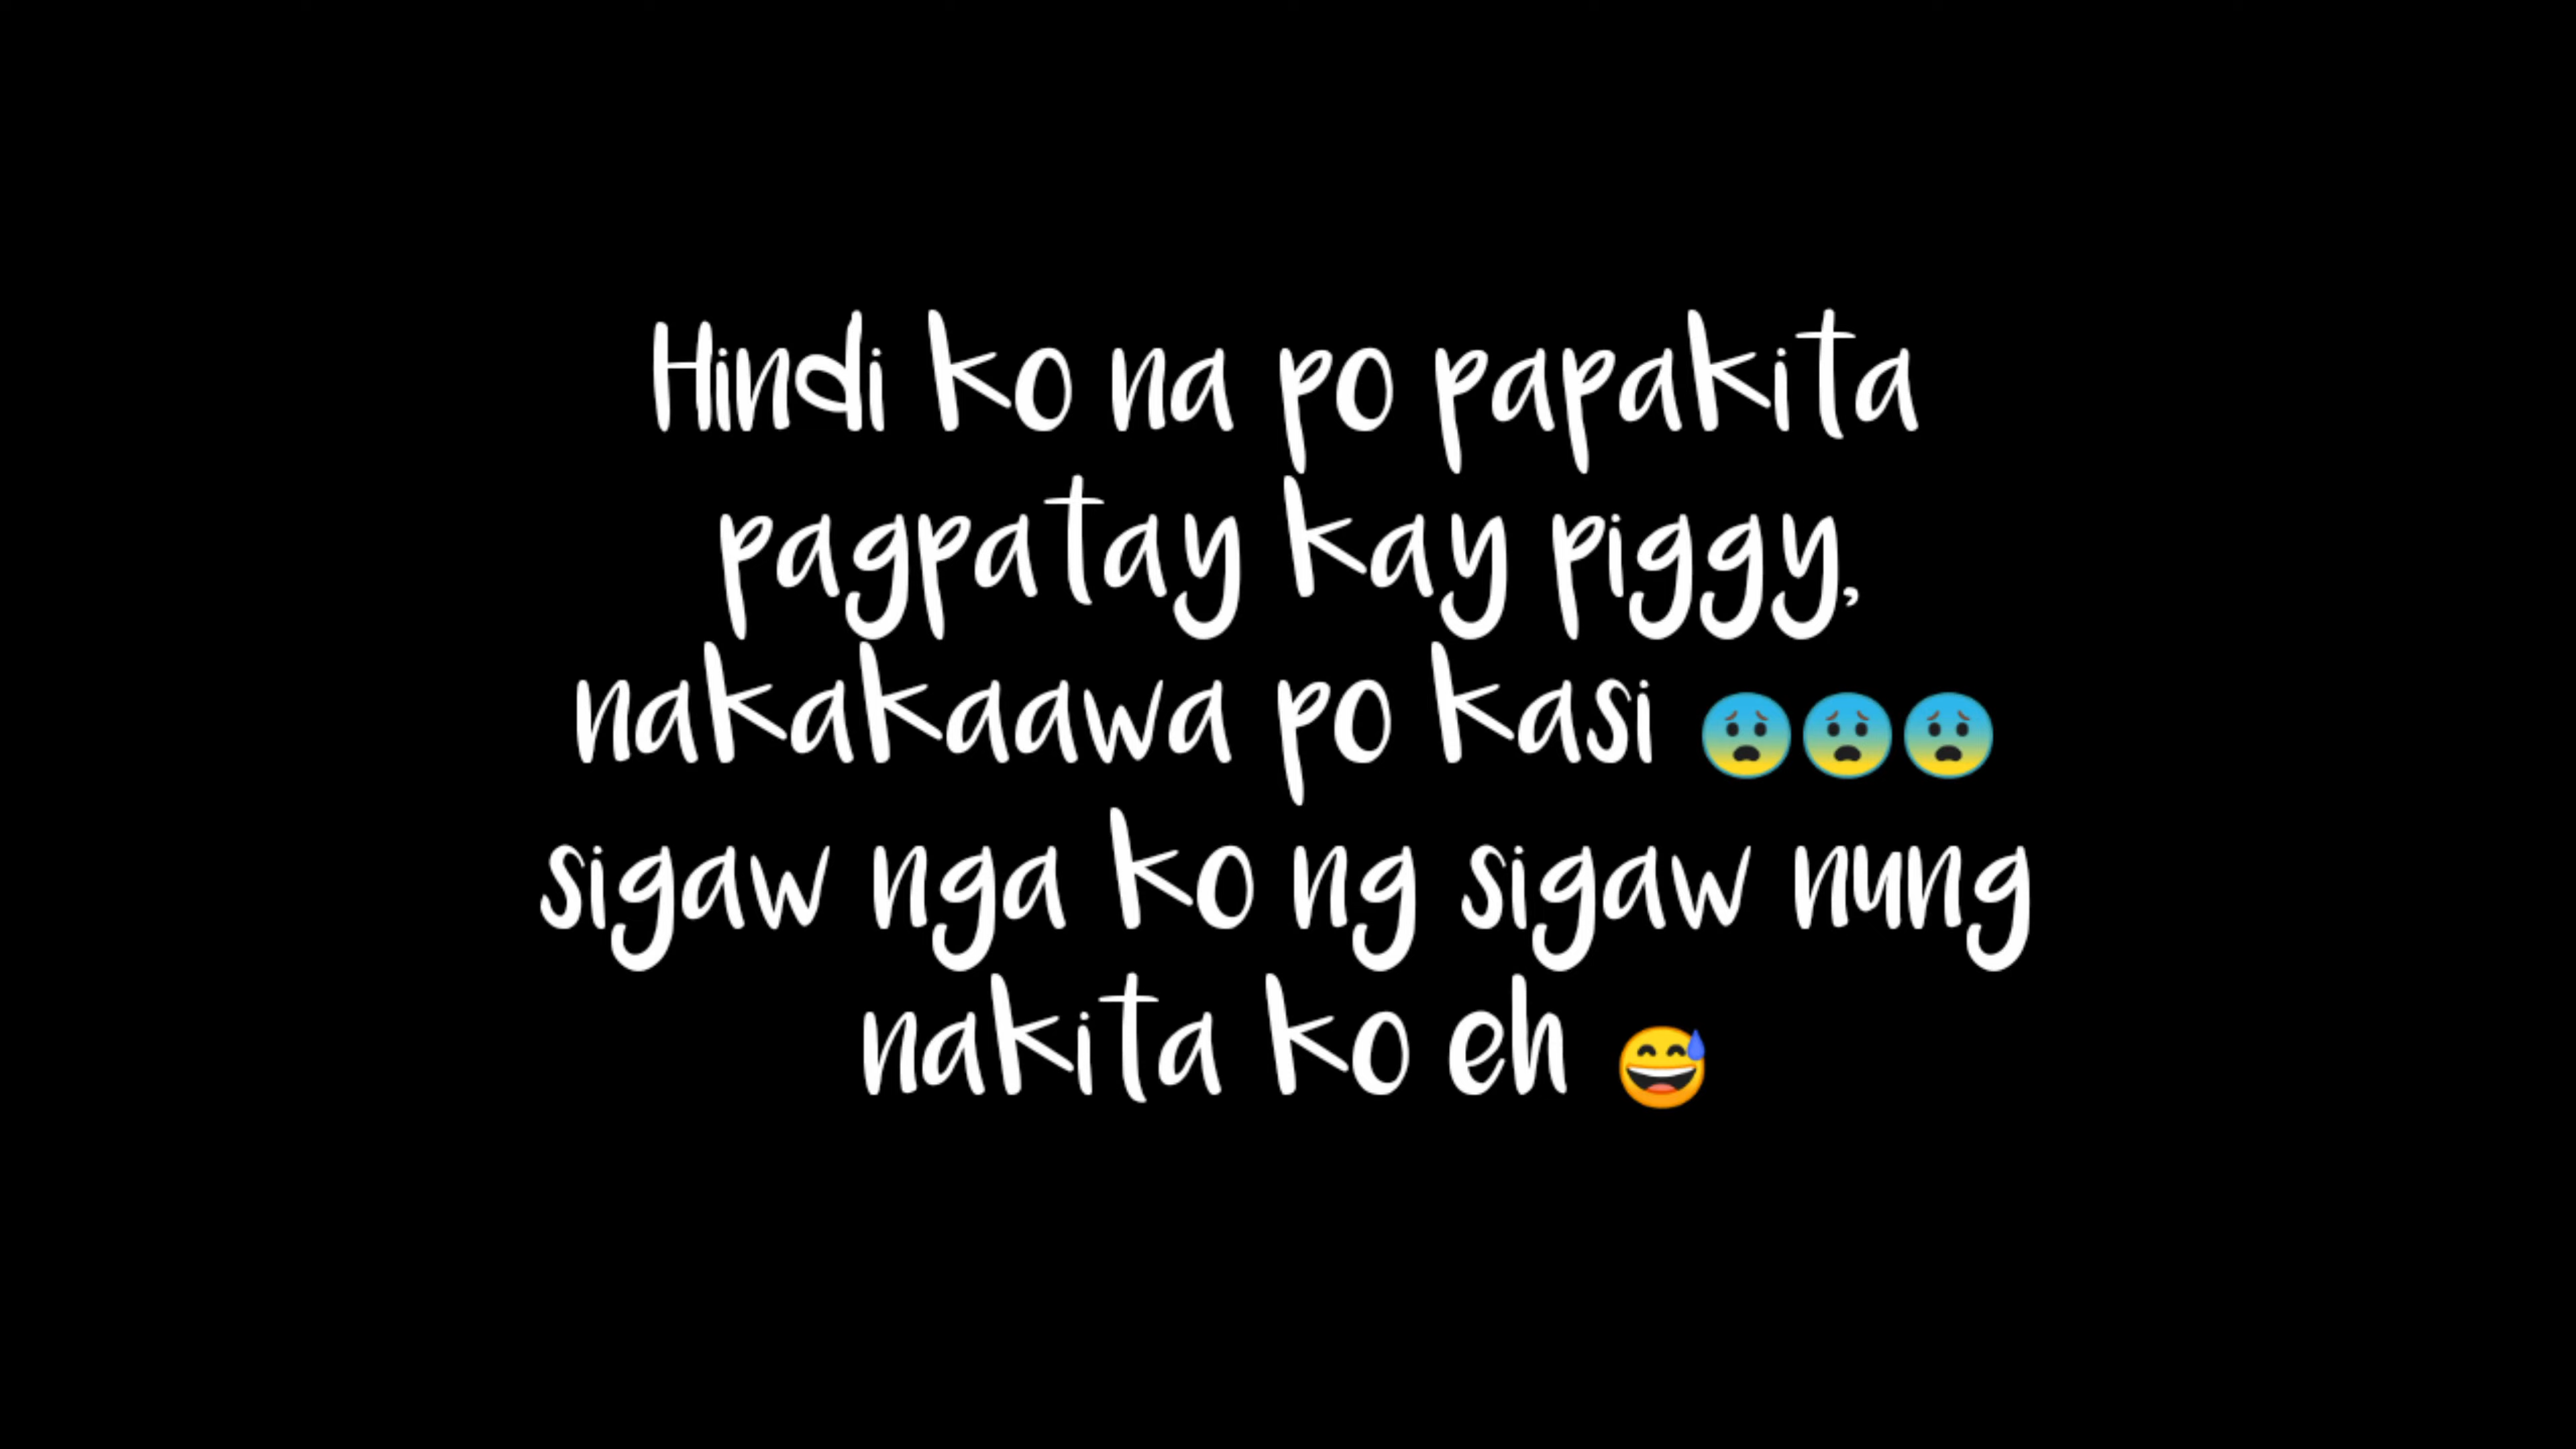 Hindi ko na po papakita
pagpatay kay piggy,
nakakaawa po kasi 😨😨😨
sigaw nga ko ng sigaw nung
nakita ko eh 😅